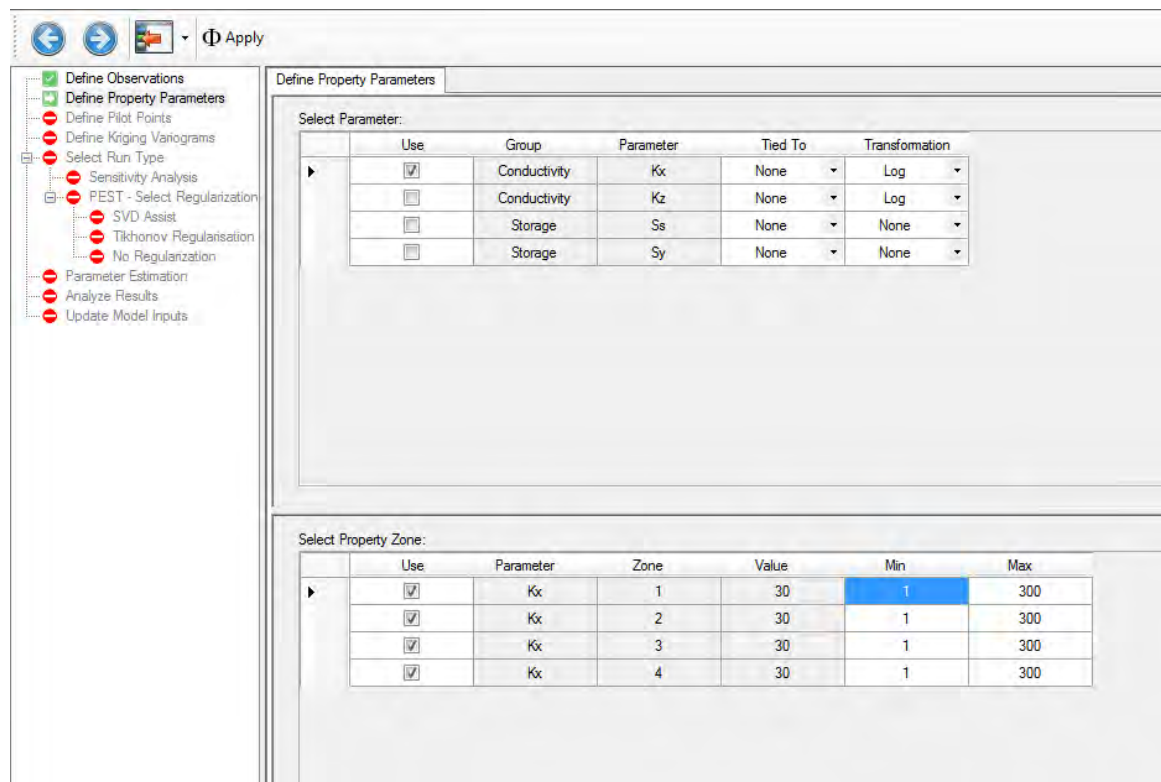 Φ Apply
Define Observations
Define Property Parameters
Define Pilot Points
Define Kriging Variograms
Select Run Type
Sensitivity Analysis
PEST - Select Regularization
SVD Assist
Tikhonov Regularisation
No Regularization
Parameter Estimation
Analyze Results
Update Model Inputs
Define Property Parameters
Select Parameter:
Use Group Parameter Tied To Transformation
Conductivity Kx None Log
Conductivity Kz None Log
Storage Ss None None
Storage Sy None None
Select Property Zone:
Use Parameter Zone Value Min Max
Kx 1 30 1 300
Kx 2 30 1 300
Kx 3 30 1 300
Kx 4 30 1 300